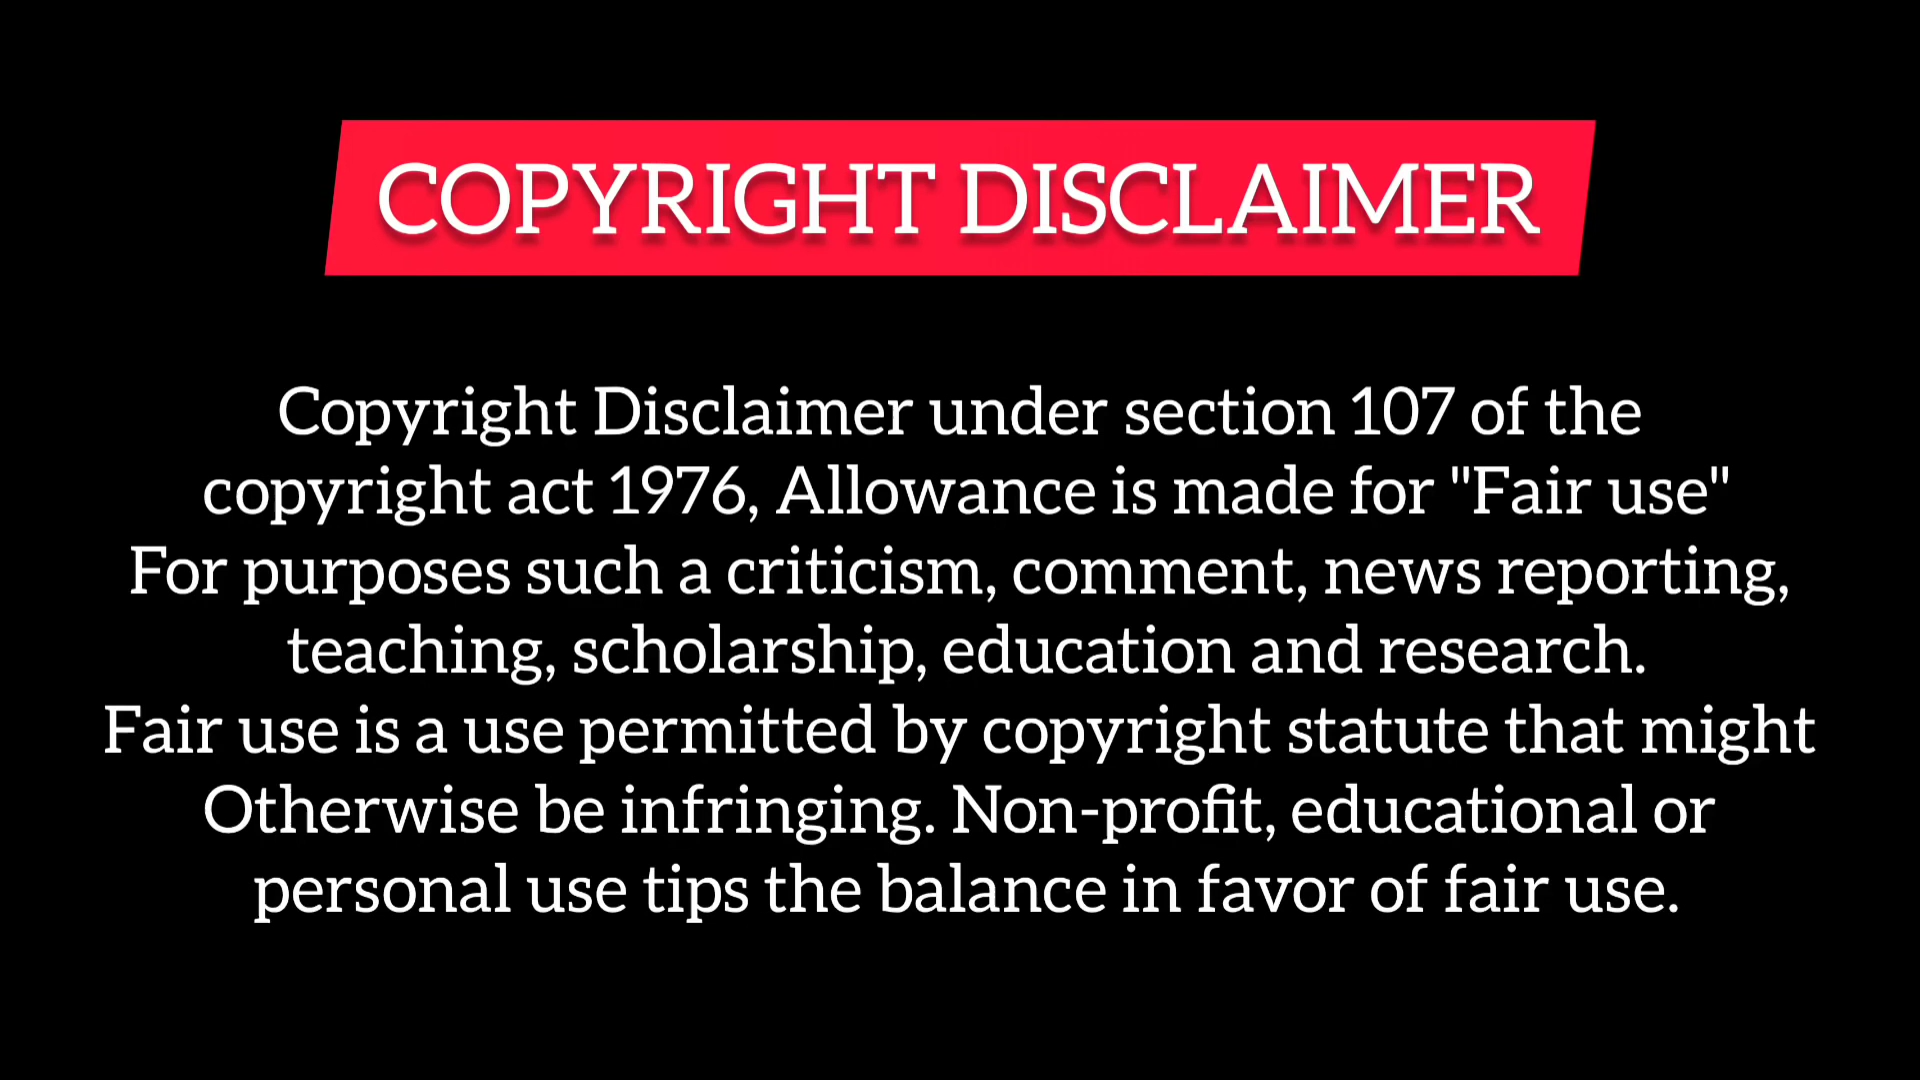 COPYRIGHT DISCLAIMER
Copyright Disclaimer under section 107 of the
copyright act 1976, Allowance is made for "Fair use"
For purposes such a criticism, comment, news reporting,
teaching, scholarship, education and research.
Fair use is a use permitted by copyright statute that might
Otherwise be infringing. Non-profit, educational or
personal use tips the balance in favor of fair use.